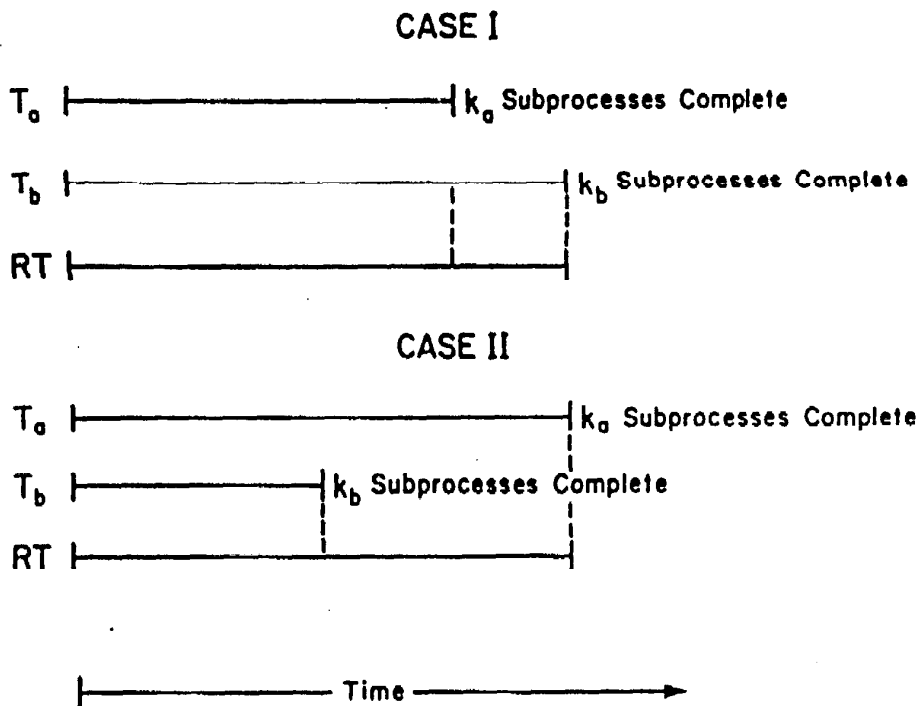 CASE I
Ta kₐ Subprocesses Complete
T_b k_b Subprocesses Complete
RT
CASE II
Tₐ kₐ Subprocesses Complete
T_b k_b Subprocesses Complete
RT
Time